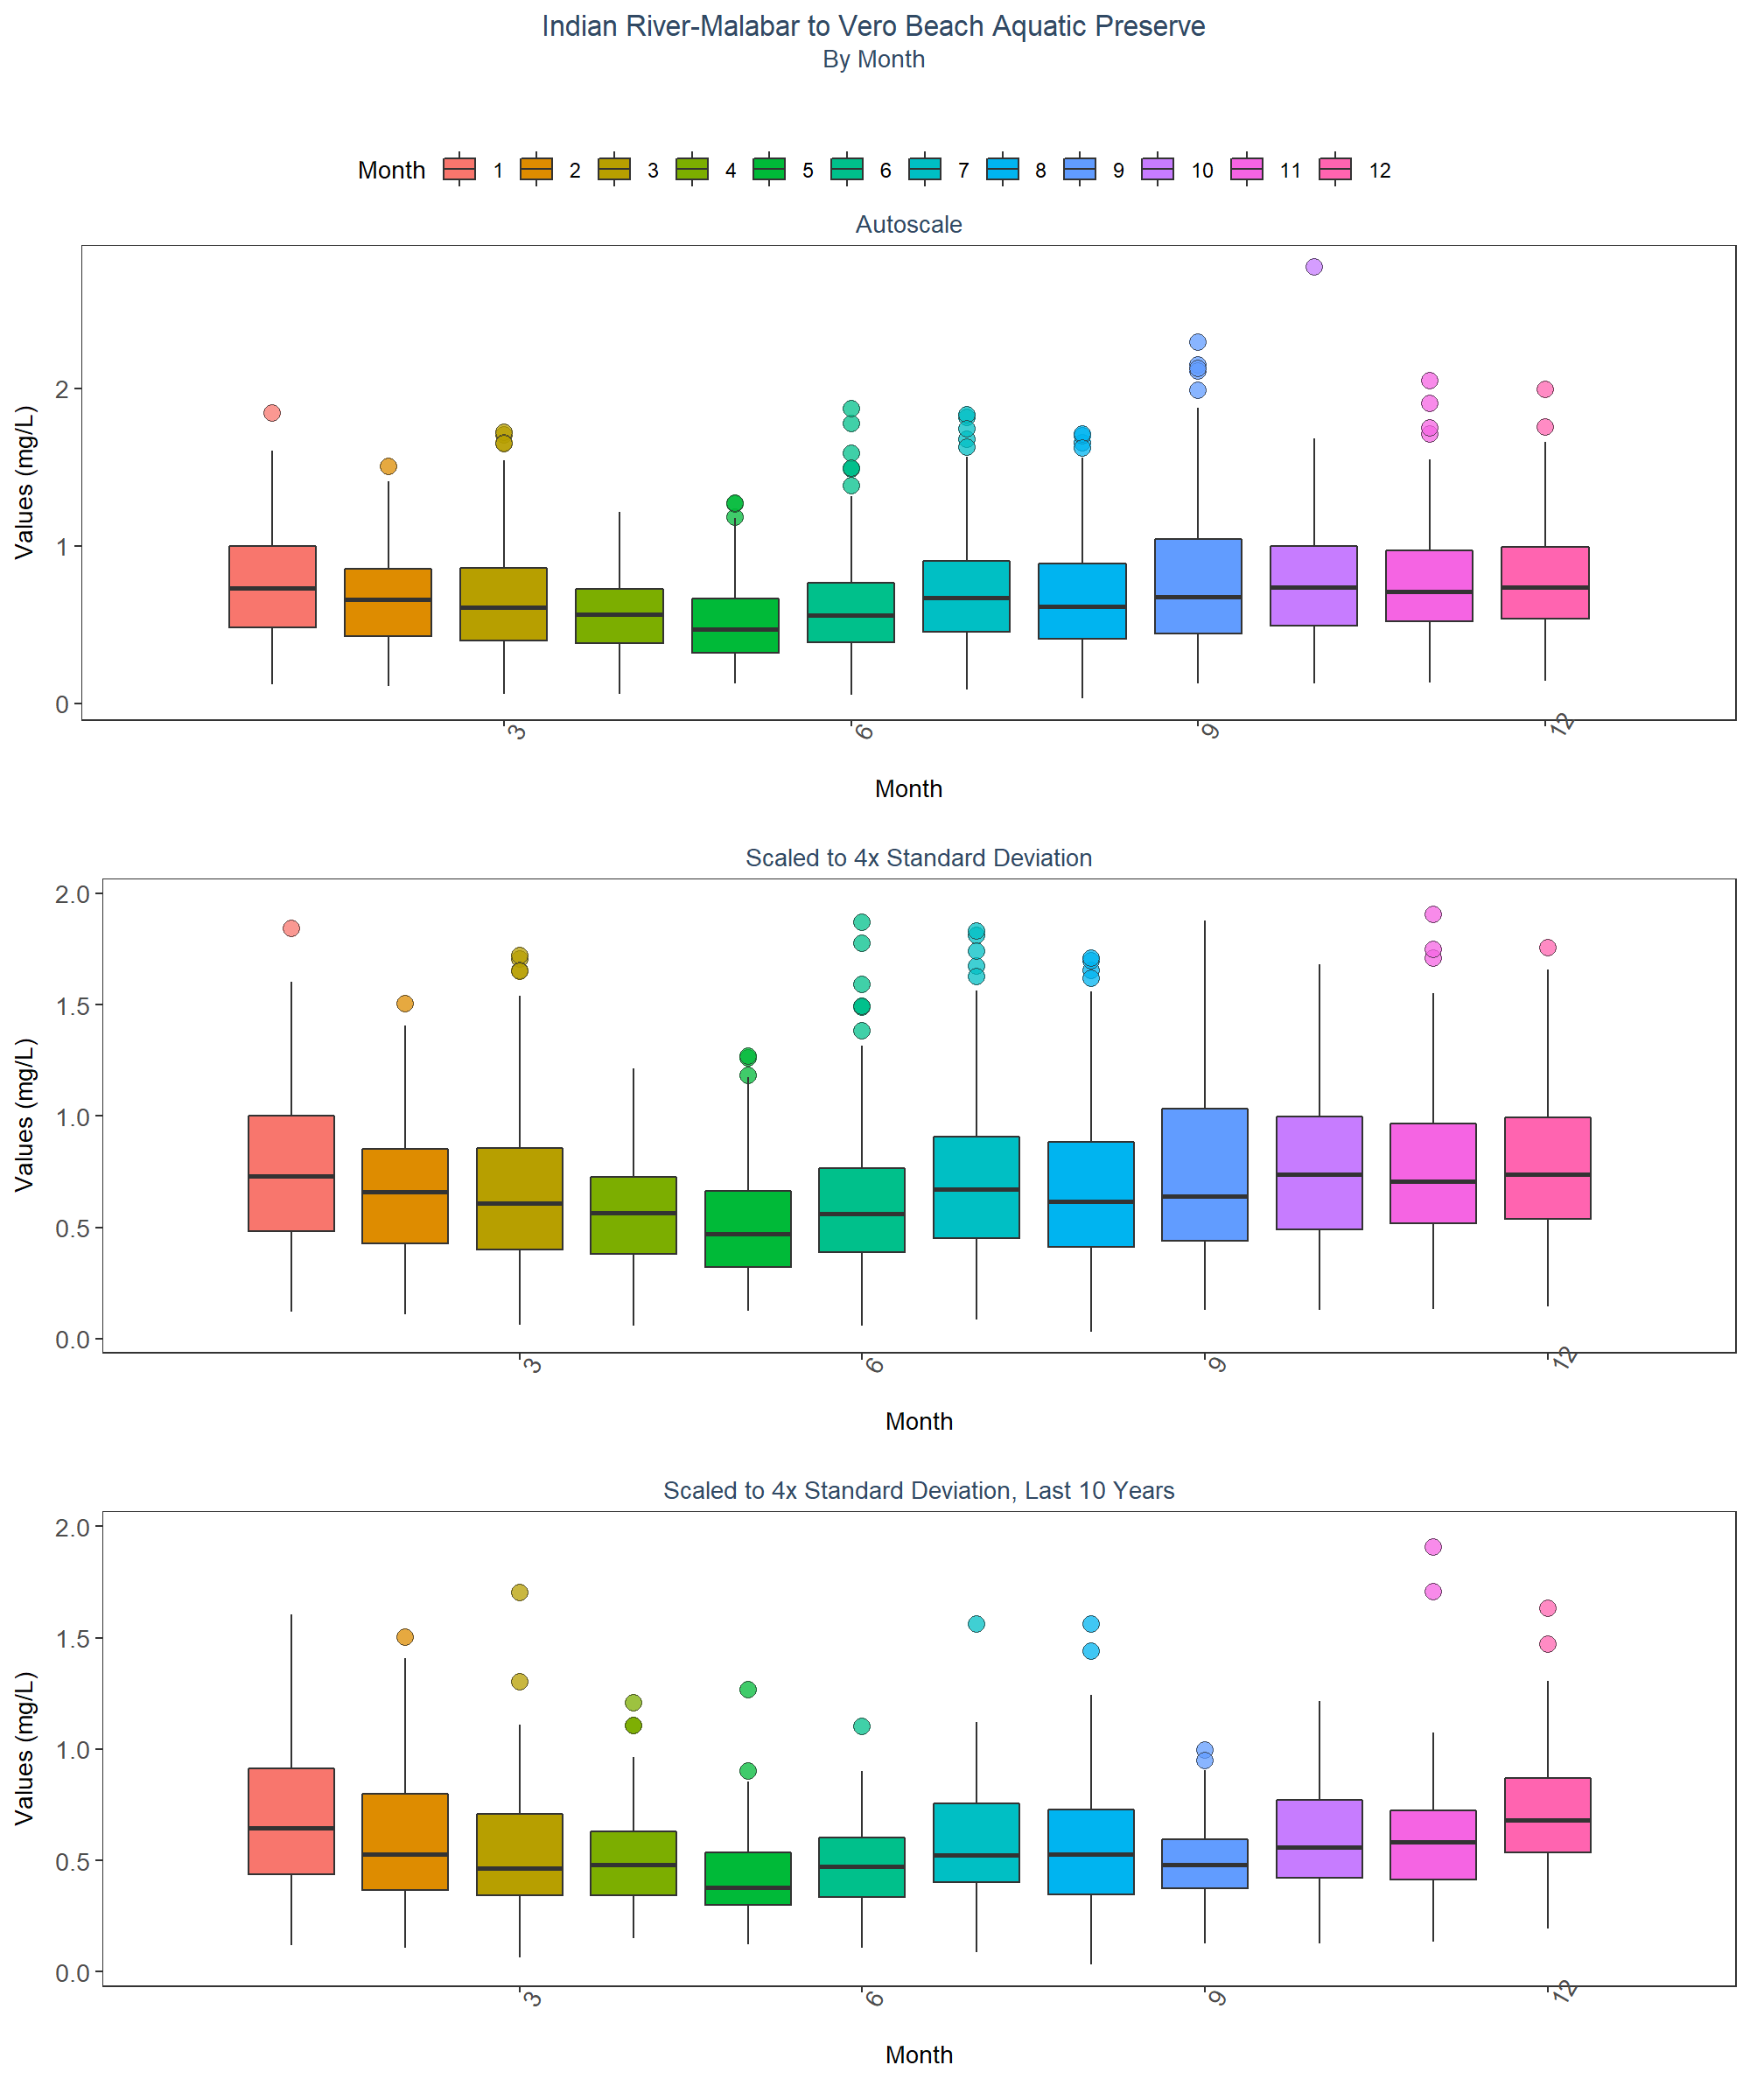 Indian River-Malabar to Vero Beach Aquatic Preserve
By Month
Month 1 2 3 4 5 6 7 8 9 10 11 12
Autoscale
Values (mg/L)
2
1
0
3 6 9 12
Month
Scaled to 4x Standard Deviation
Values (mg/L)
2.0
1.5
1.0
0.5
0.0
3 6 9 12
Month
Scaled to 4x Standard Deviation, Last 10 Years
Values (mg/L)
2.0
1.5
1.0
0.5
0.0
3 6 9 12
Month